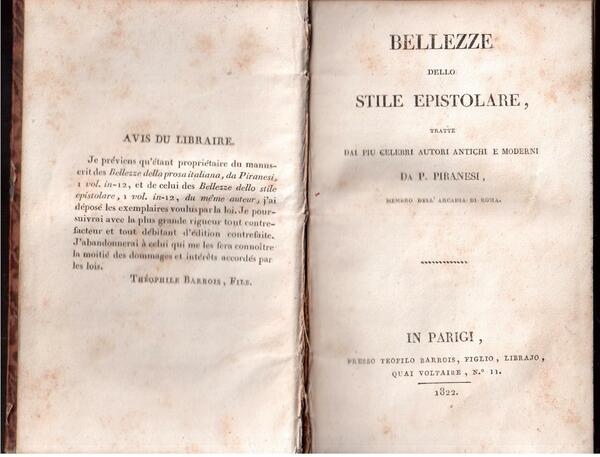 AVIS DU LIBRAIRE.
Je préviens qu'étant propriétaire du manus-
crit des Bellezze della prosa italiana, da Piranesi,
1 vol. in-12, et de celui des Bellezze dello stile
epistolare, 1 vol. in-12, du même auteur, j'ai
déposé les exemplaires voulus par la loi. Je pour-
suivrai avec la plus grande rigueur tout contre-
facteur et tout débitant d'édition contrefaite.
J'abandonnerai à celui qui me les fera connoître
la moitié des dommages et intérêts accordés par
les lois.
THÉOPHILE BARROIS, FILS.
BELLEZZE
DELLO
STILE EPISTOLARE,
TRATTE
DAI PIU CELEBRI AUTORI ANTICHI E MODERNI
DA P. PIRANESI,
MEMBRO DELL' ARCADIA DI ROMA.
IN PARIGI,
PRESSO TEOFILO BARROIS, FIGLIO, LIBRAJO,
QUAI VOLTAIRE, N.° 11.
1822.